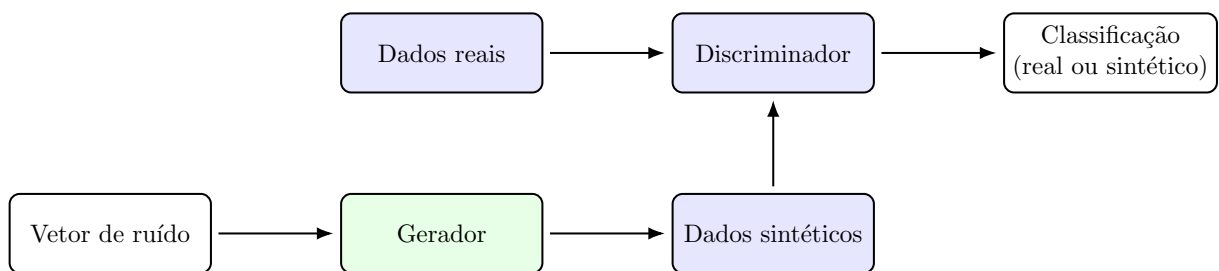 Dados reais
Discriminador
Classificação
(real ou sintético)
Vetor de ruído
Gerador
Dados sintéticos